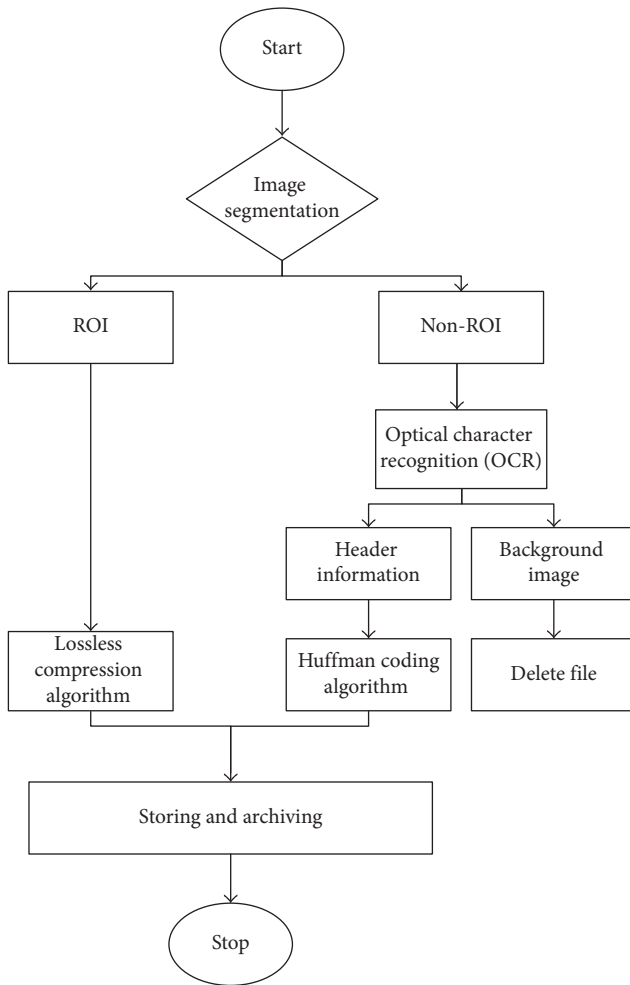 Start
Image
segmentation
ROI
Non-ROI
Optical character
recognition (OCR)
Header
information
Background
image
Lossless
compression
algorithm
Huffman coding
algorithm
Delete file
Storing and archiving
Stop